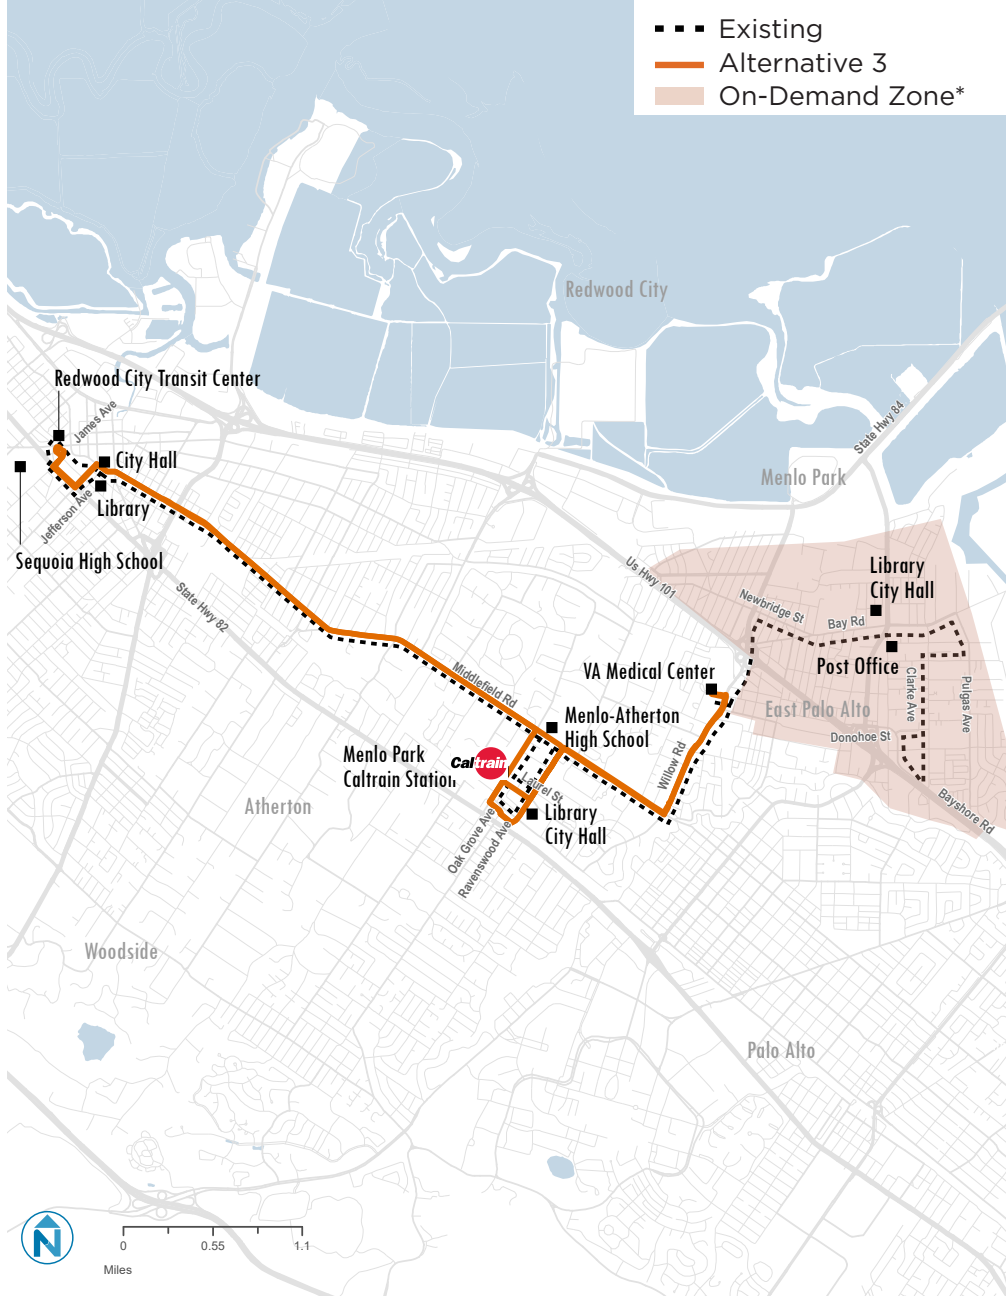 Existing
Alternative 3
On-Demand Zone*
Redwood City
Redwood City Transit Center
James Ave
State Hwy 84
City Hall
Menlo Park
Library
Jefferson Ave
Sequoia High School
US Hwy 101
Library
City Hall
State Hwy 82
Newbridge St
Bay Rd
Post Office
VA Medical Center
Middlefield Rd
Clarke Ave
Pulgas Ave
East Palo Alto
Menlo-Atherton
High School
Donohoe St
Menlo Park
Caltrain Station
Caltrain
Willow Rd
Laurel St
Atherton
Library
City Hall
Bayshore Rd
Oak Grove Ave
Ravenswood Ave
Woodside
Palo Alto
N
0 0.55 1.1
Miles